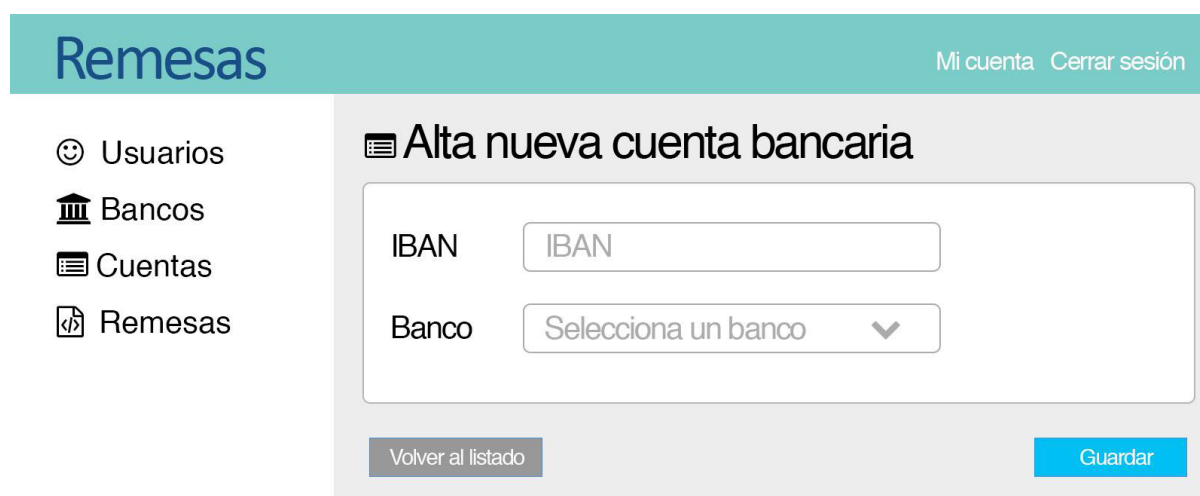 Remesas
Mi cuenta Cerrar sesión
Usuarios
Bancos
Cuentas
Remesas
Alta nueva cuenta bancaria
IBAN IBAN
Banco Selecciona un banco
Volver al listado
Guardar